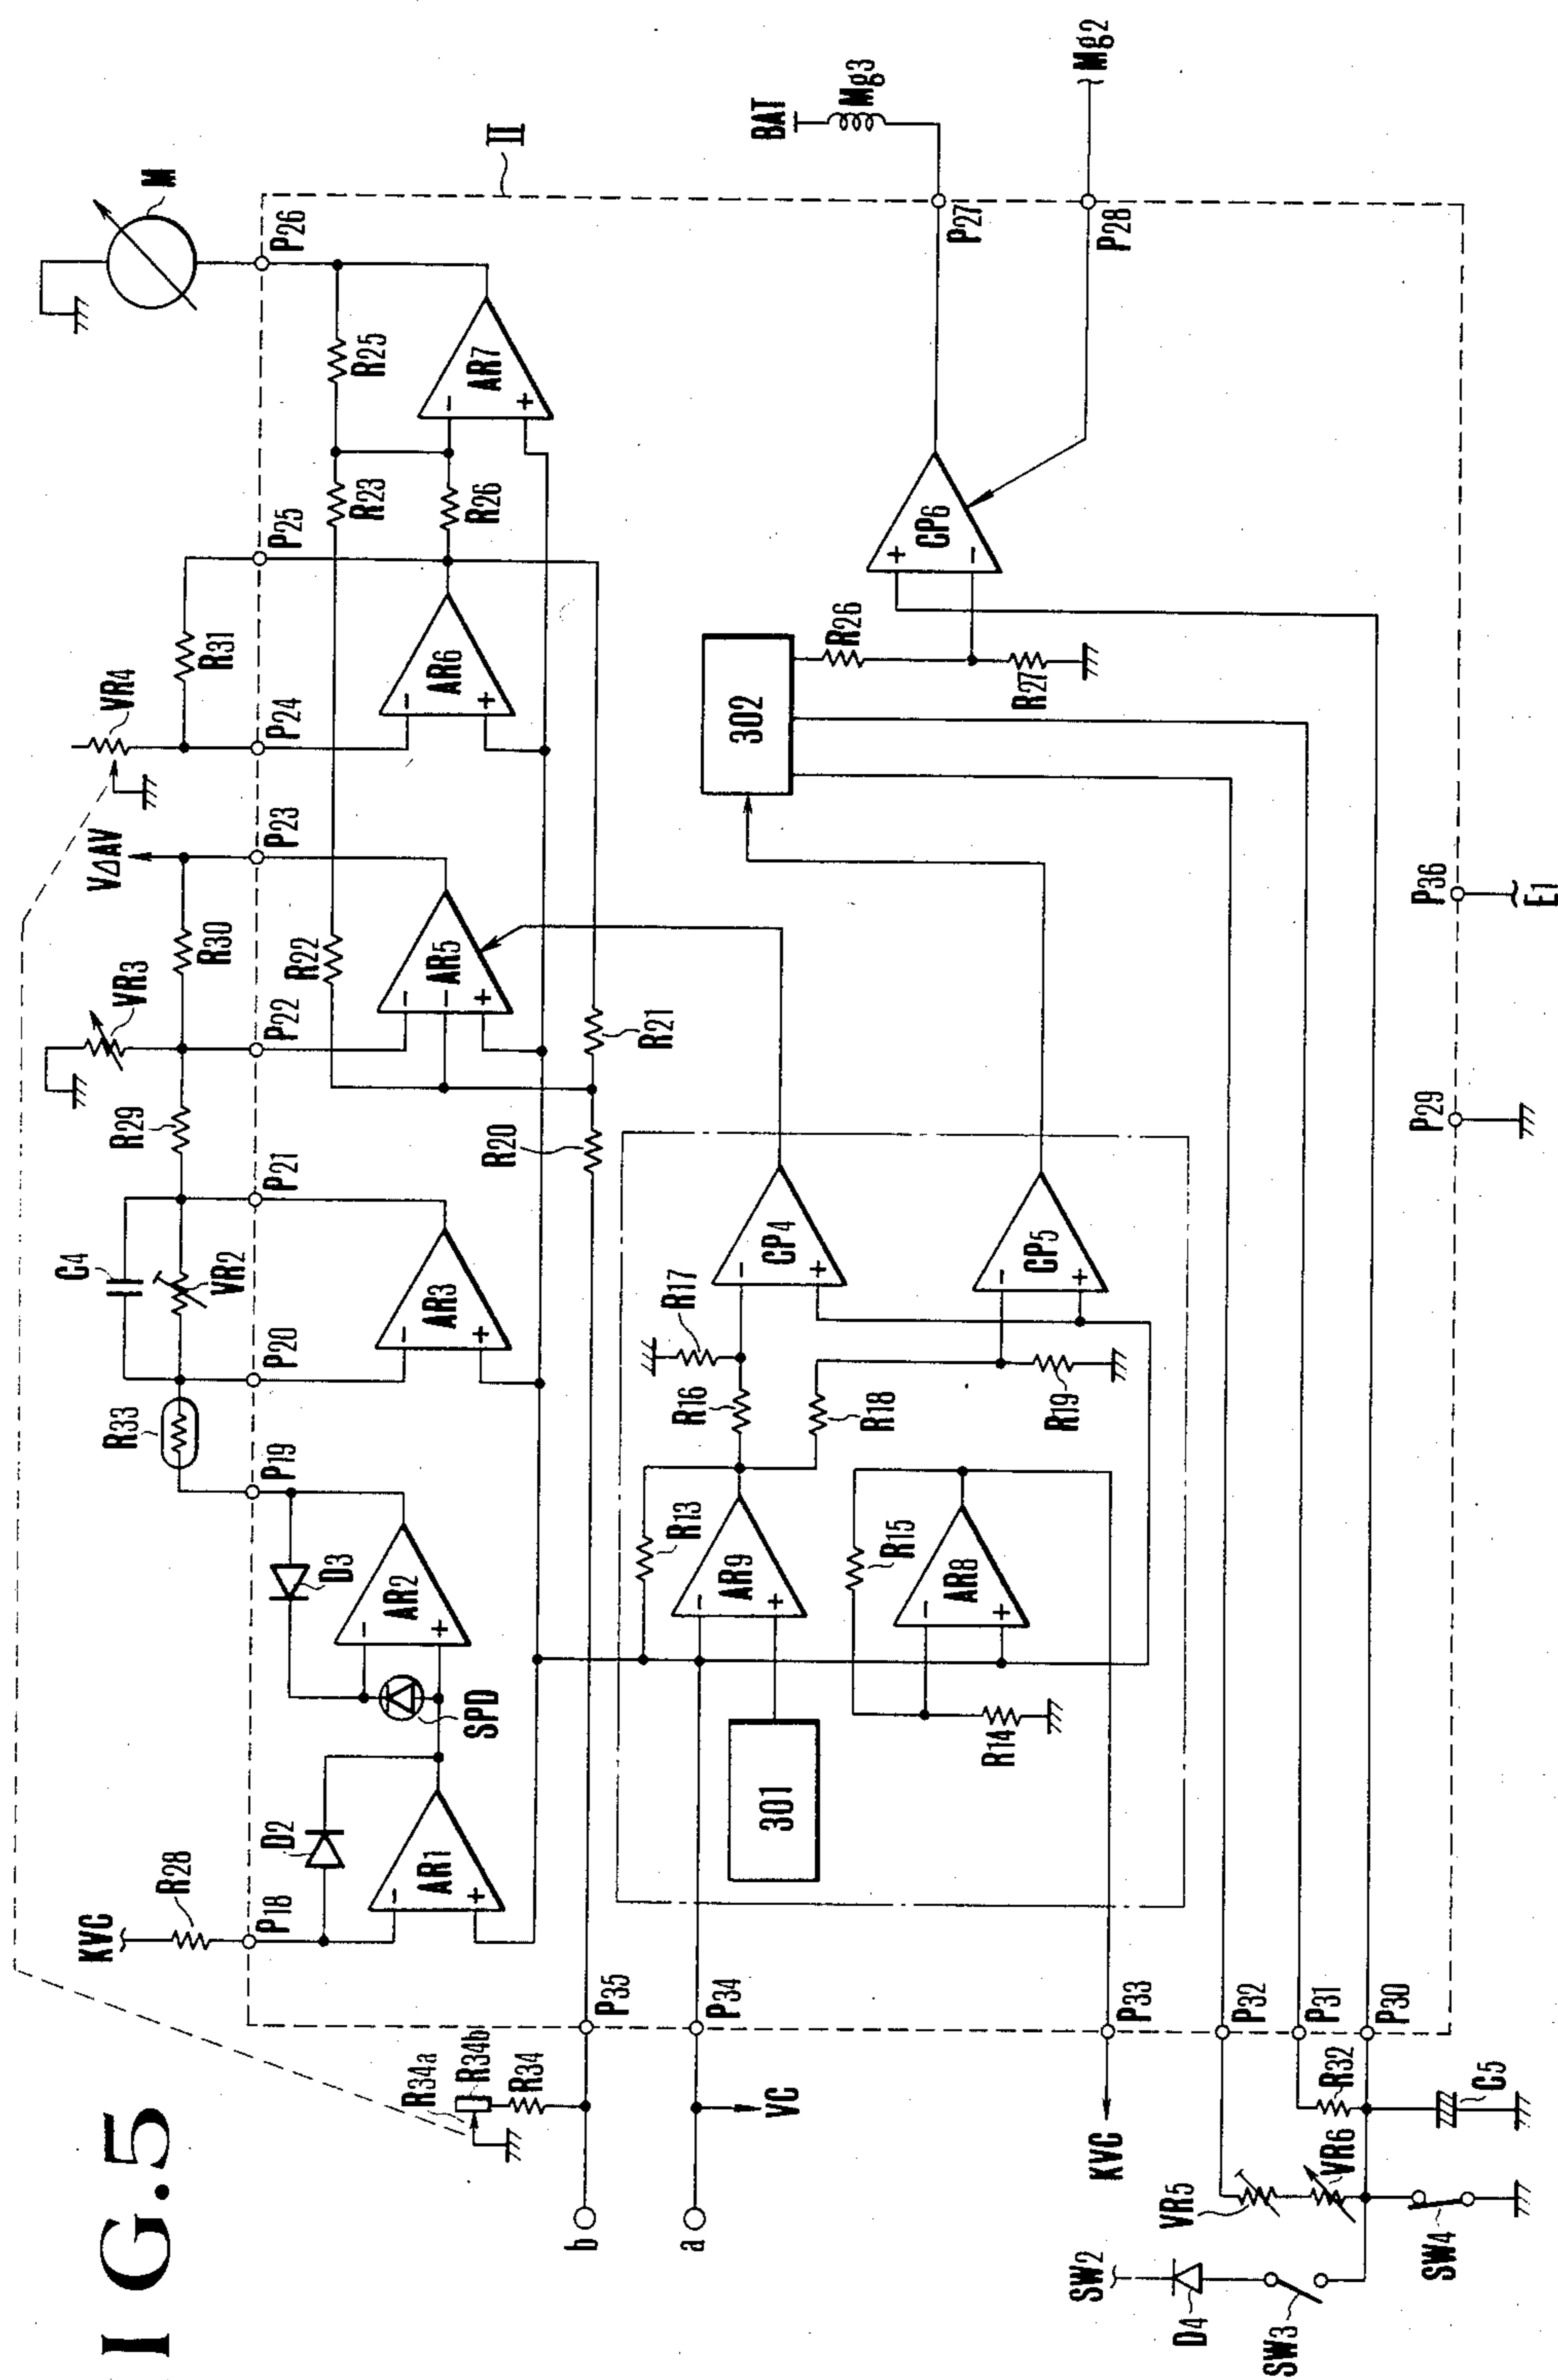 I G.5
KVC
R28
P18
D2
AR1
-
+
SPD
D3
AR2
-
+
P19
R33
P20
C4
VR2
AR3
-
+
P21
R29
VR3
P22
R30
V⊿AV
P23
R22
AR5
-
-
+
VR4
P24
R31
P25
AR6
-
+
R23
R26
R25
AR7
-
+
P26
M
II
R34a
R34b
R34
b
P35
R20
R21
a
P34
VC
301
R13
AR9
-
+
R16
R17
R18
R19
CP4
-
+
CP5
-
+
R14
R15
AR8
-
+
302
R26
R27
CP6
+
-
BAT
Mg3
P27
P28
Mg2
KVC
P33
P32
P31
P30
R32
C5
VR5
VR6
SW2
D4
SW3
SW4
P29
P36
E1